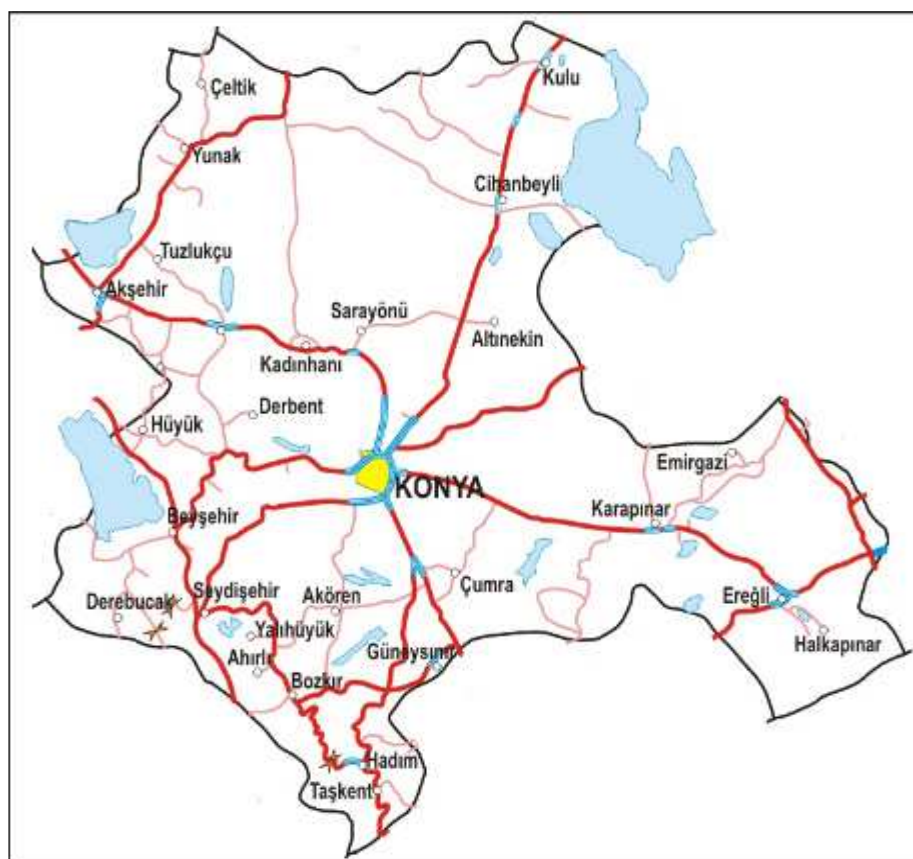 Kulu
Çeltik
Yunak
Cihanbeyli
Tuzlukçu
Akşehir
Sarayönü
Altınekin
Kadınhanı
Derbent
Hüyük
Emirgazi
KONYA
Karapınar
Beyşehir
Çumra
Seydişehir
Akören
Ereğli
Derebucak
Yalıhüyük
Halkapınar
Güneysınır
Ahırlı
Bozkır
Hadım
Taşkent